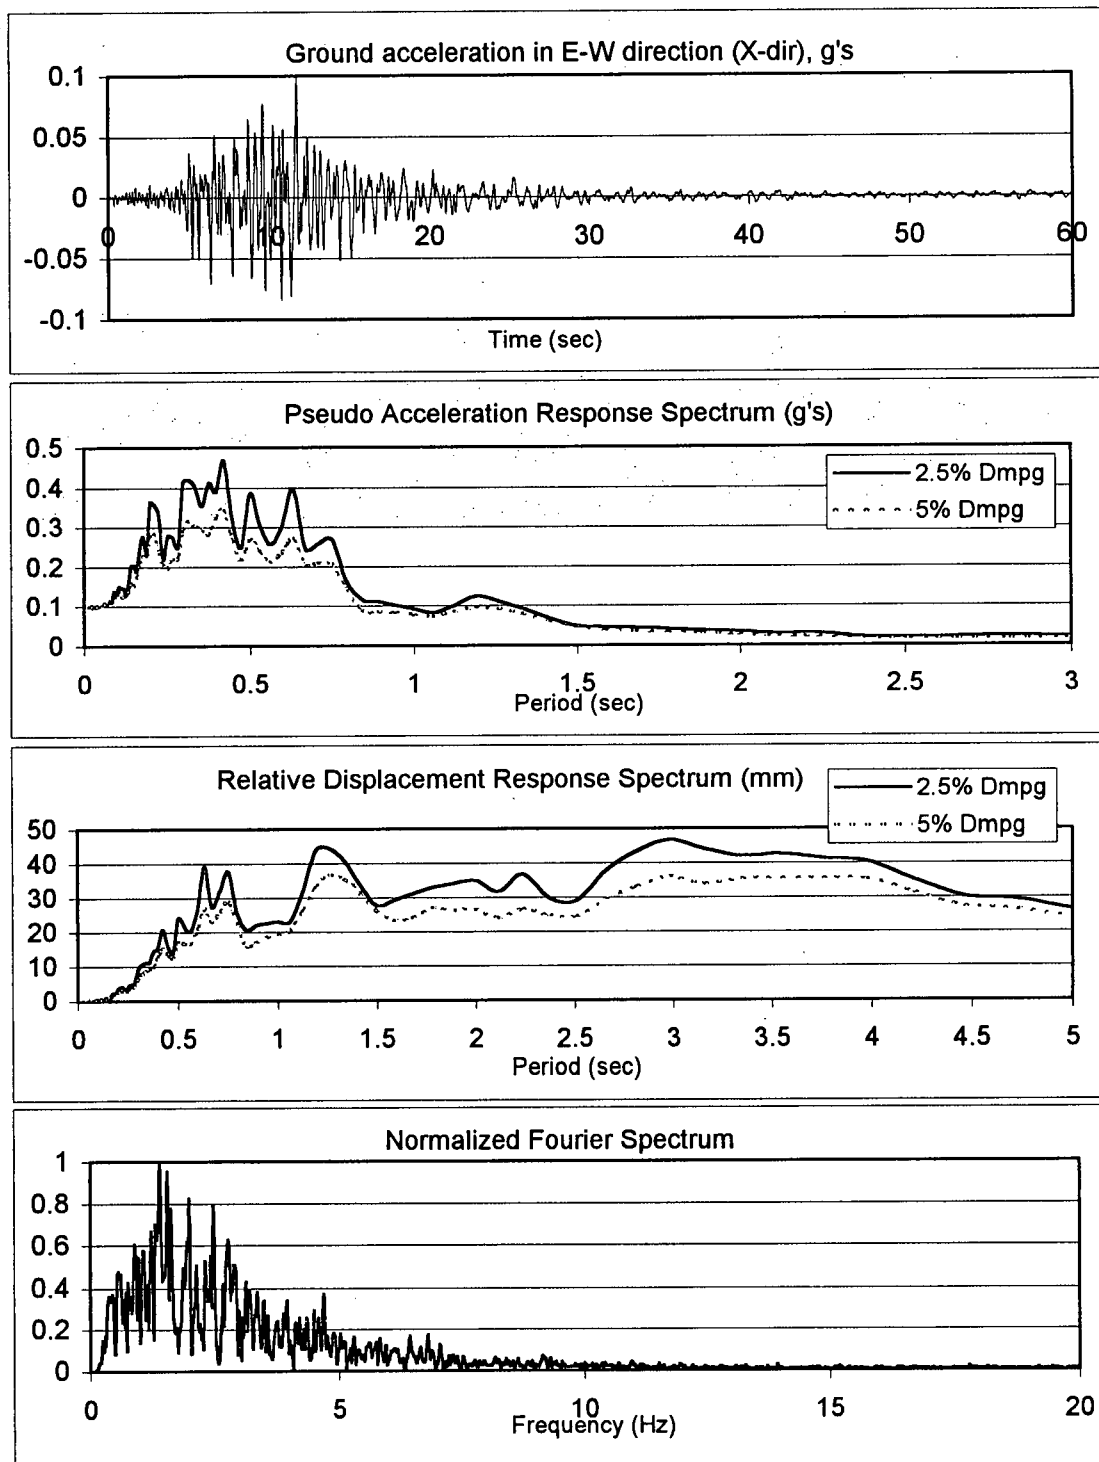 Ground acceleration in E-W direction (X-dir), g's
0.1
0.05
0
-0.05
-0.1
0 10 20 30 40 50 60
Time (sec)
Pseudo Acceleration Response Spectrum (g's)
2.5% Dmpg
5% Dmpg
0.5
0.4
0.3
0.2
0.1
0
0 0.5 1 1.5 2 2.5 3
Period (sec)
Relative Displacement Response Spectrum (mm)
2.5% Dmpg
5% Dmpg
50
40
30
20
10
0
0 0.5 1 1.5 2 2.5 3 3.5 4 4.5 5
Period (sec)
Normalized Fourier Spectrum
1
0.8
0.6
0.4
0.2
0
0 5 10 15 20
Frequency (Hz)